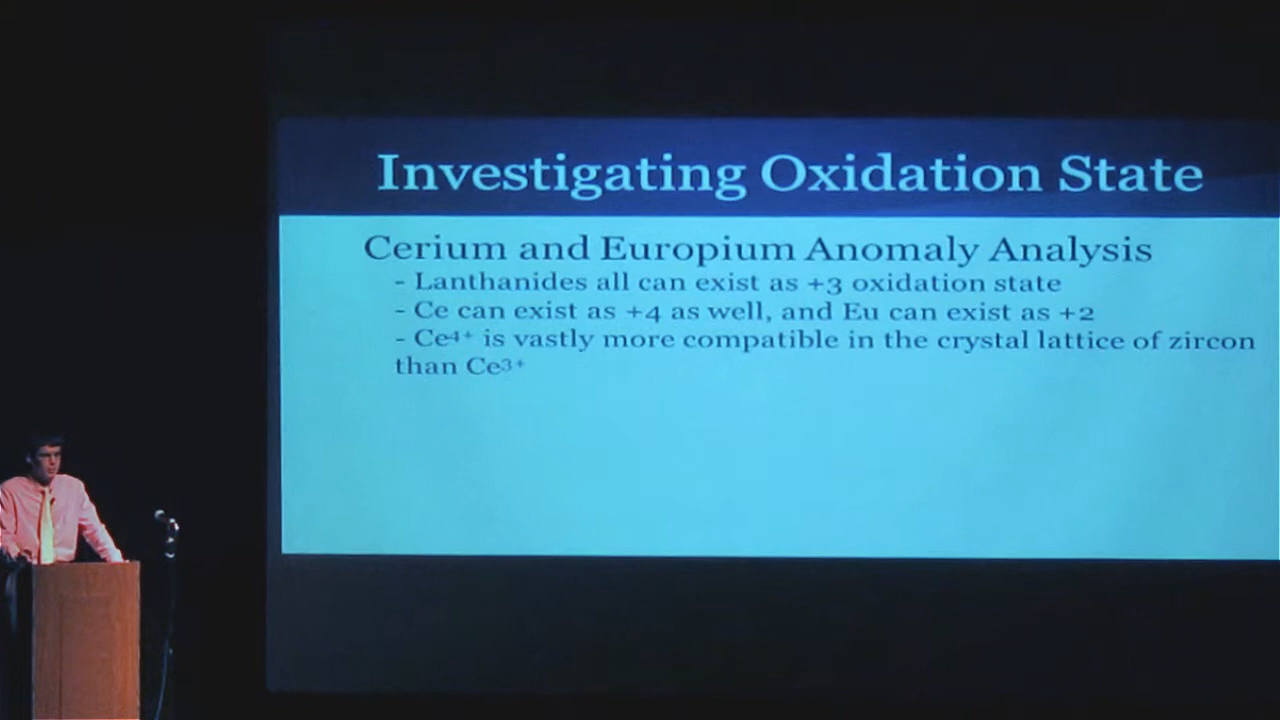 Investigating Oxidation State
Cerium and Europium Anomaly Analysis
- Lanthanides all can exist as +3 oxidation state
- Ce can exist as +4 as well, and Eu can exist as +2
- Ce⁴⁺ is vastly more compatible in the crystal lattice of zircon
than Ce³⁺